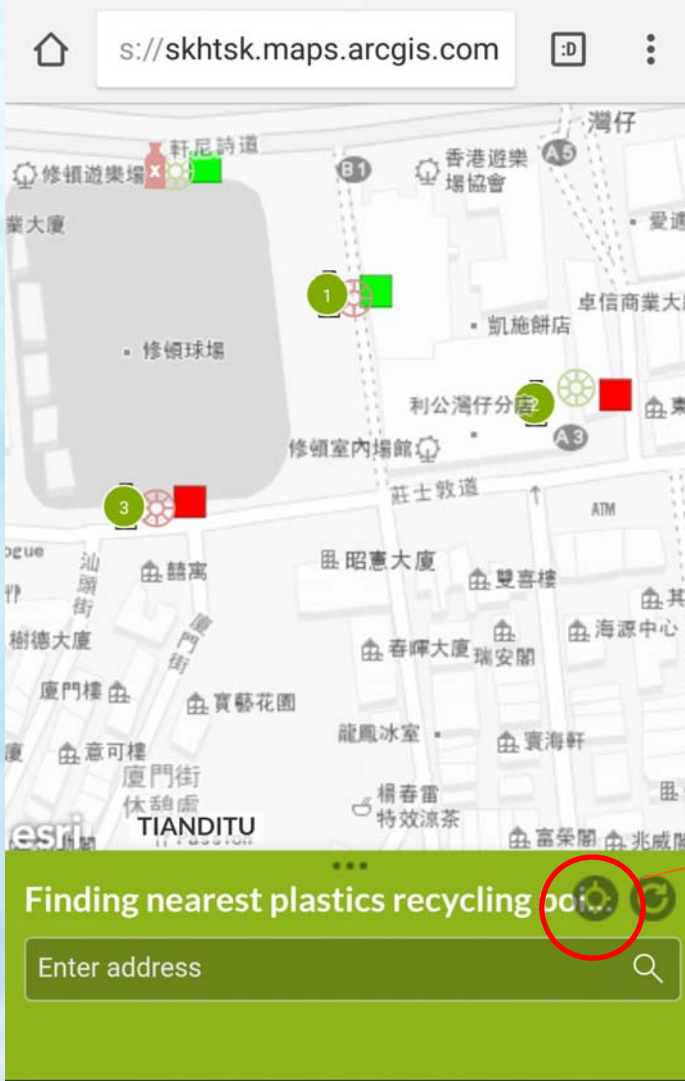 s://skhtsk.maps.arcgis.com
:D
灣仔
軒尼詩道
修頓遊樂場
B1
香港遊樂
場協會
A5
業大廈
愛
1
卓信商業大
凱施餅店
修頓球場
利公灣仔分店
2
東
修頓室內場館
A3
莊士敦道
3
ATM
ogue
汕頭街
囍寓
昭憲大廈
雙喜樓
其
樹德大廈
廈門街
春暉大廈
瑞安閣
海源中心
廈門樓
寶藝花園
龍鳳冰室
寰海軒
意可樓
廈門街
休憩處
楊春雷
特效涼茶
esri
TIANDITU
富榮閣
兆威閣
Finding nearest plastics recycling poi...
Enter address